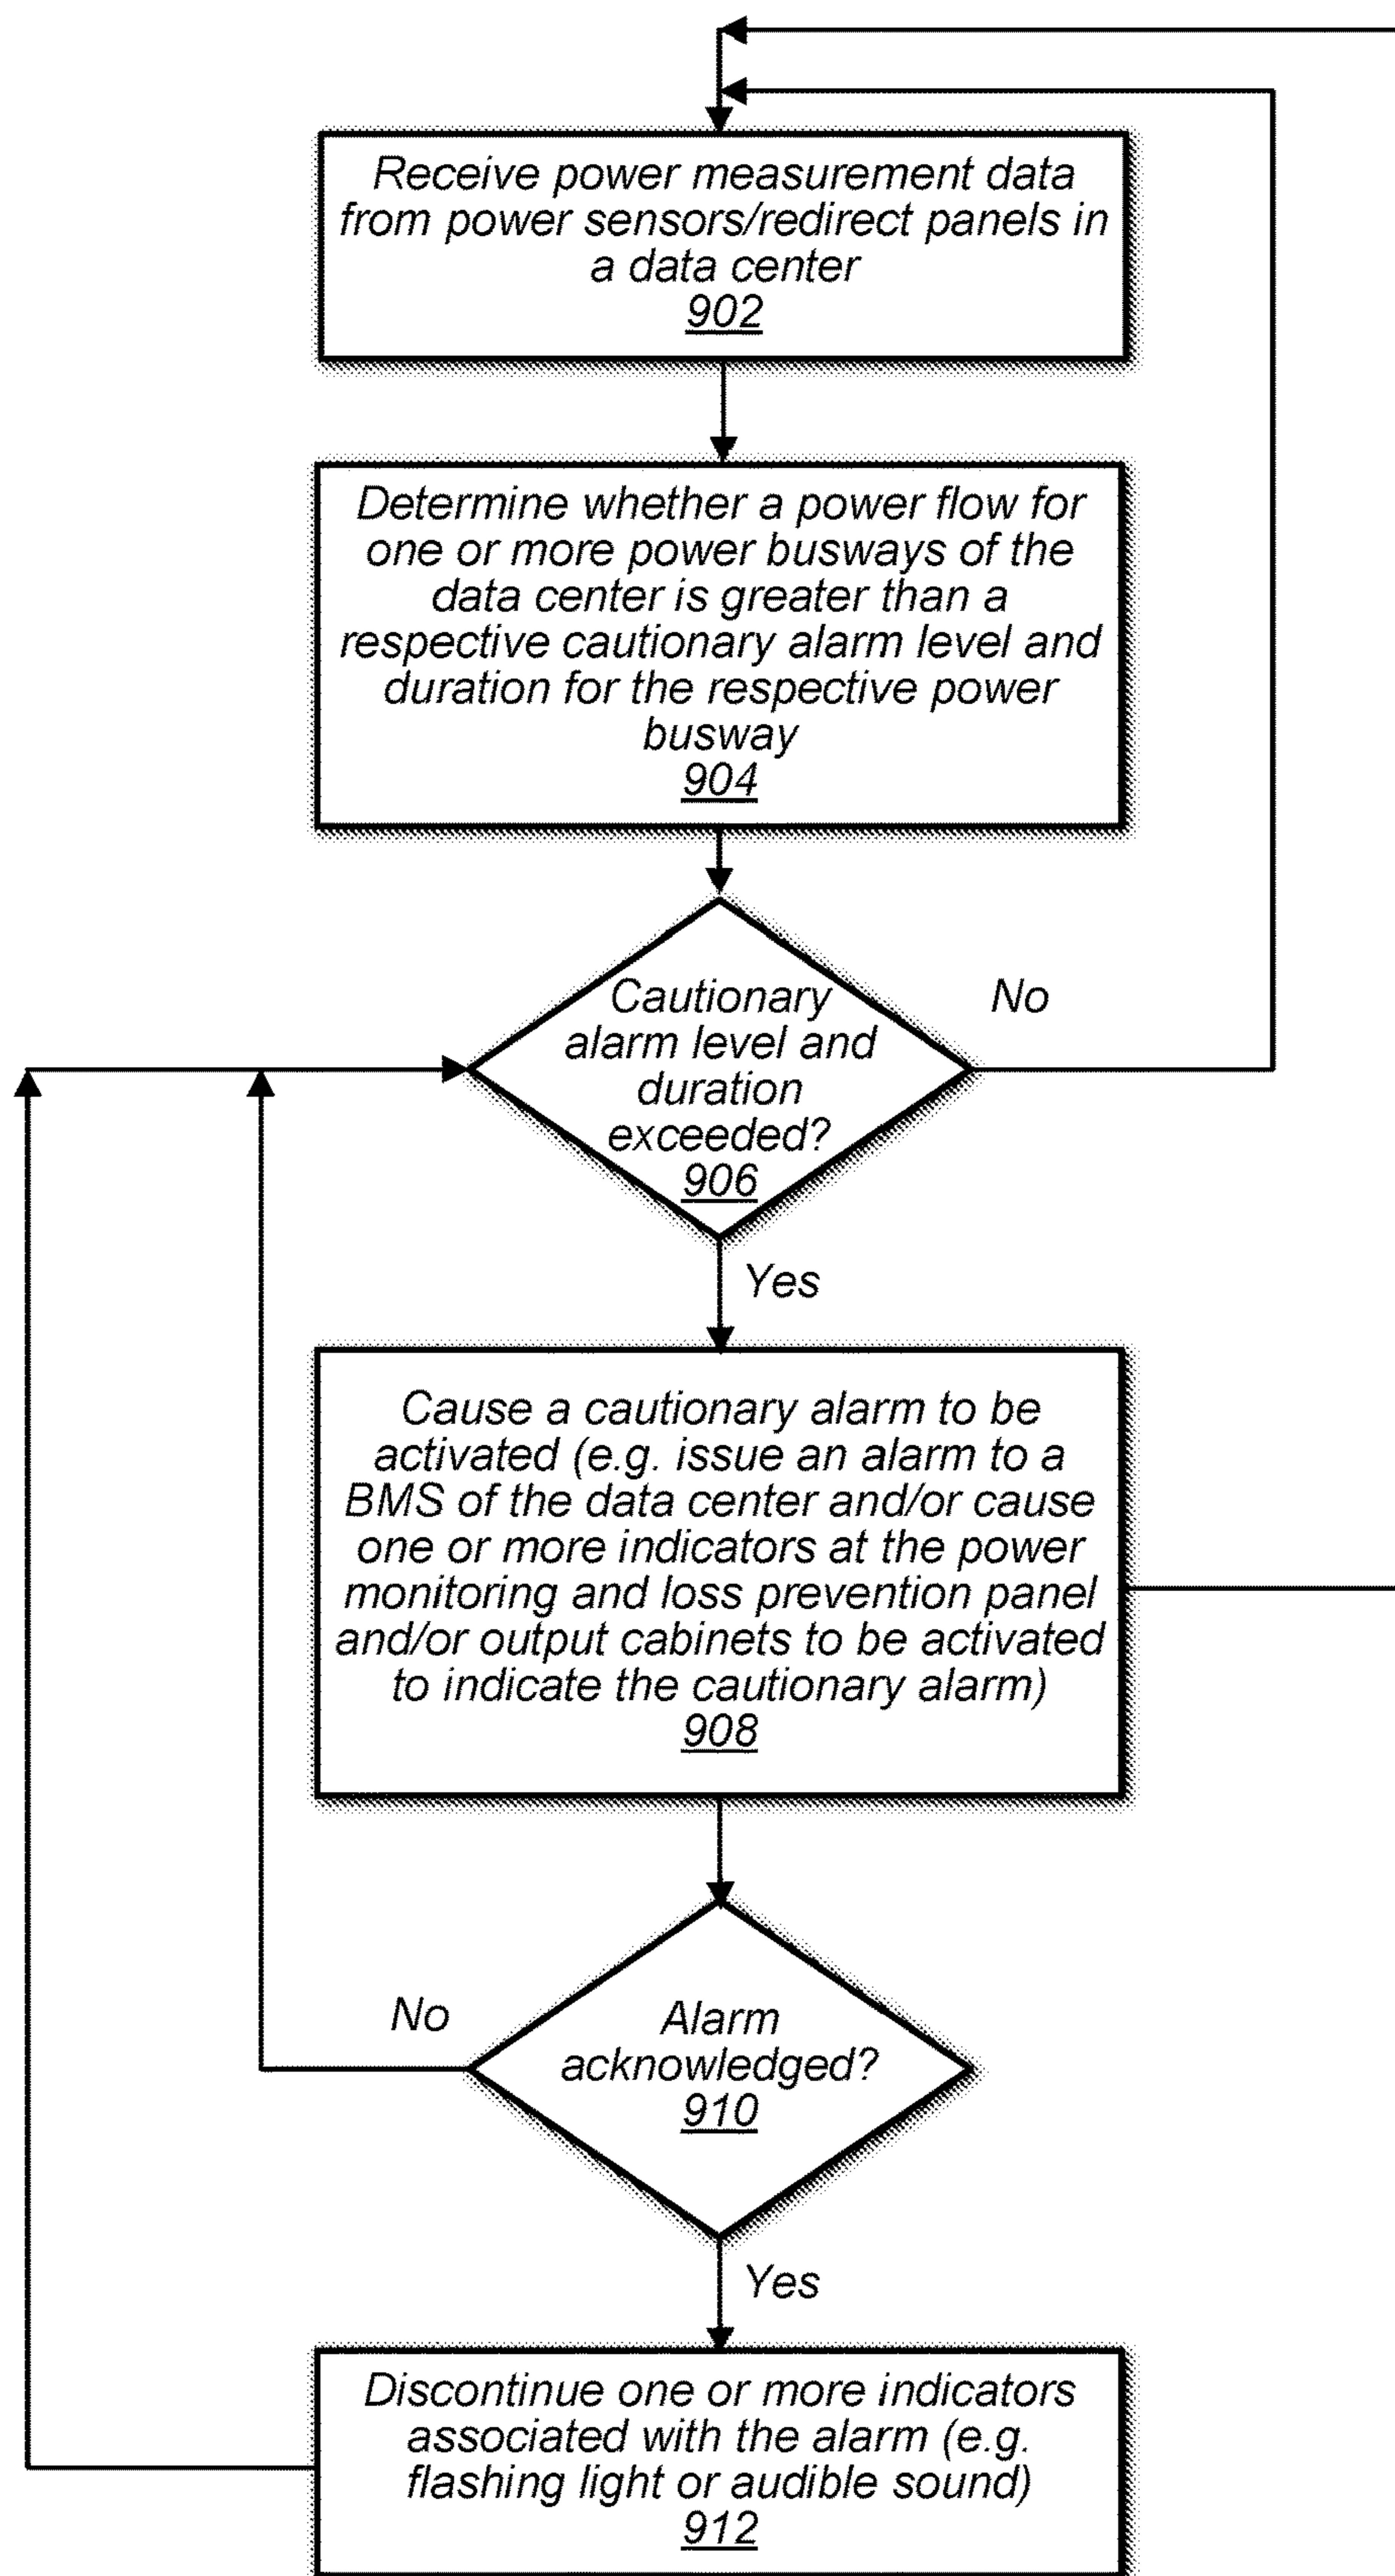 Receive power measurement data
from power sensors/redirect panels in
a data center
902
Determine whether a power flow for
one or more power busways of the
data center is greater than a
respective cautionary alarm level and
duration for the respective power
busway
904
Cautionary
alarm level and
duration
exceeded?
906
No
Yes
Cause a cautionary alarm to be
activated (e.g. issue an alarm to a
BMS of the data center and/or cause
one or more indicators at the power
monitoring and loss prevention panel
and/or output cabinets to be activated
to indicate the cautionary alarm)
908
No
Alarm
acknowledged?
910
Yes
Discontinue one or more indicators
associated with the alarm (e.g.
flashing light or audible sound)
912